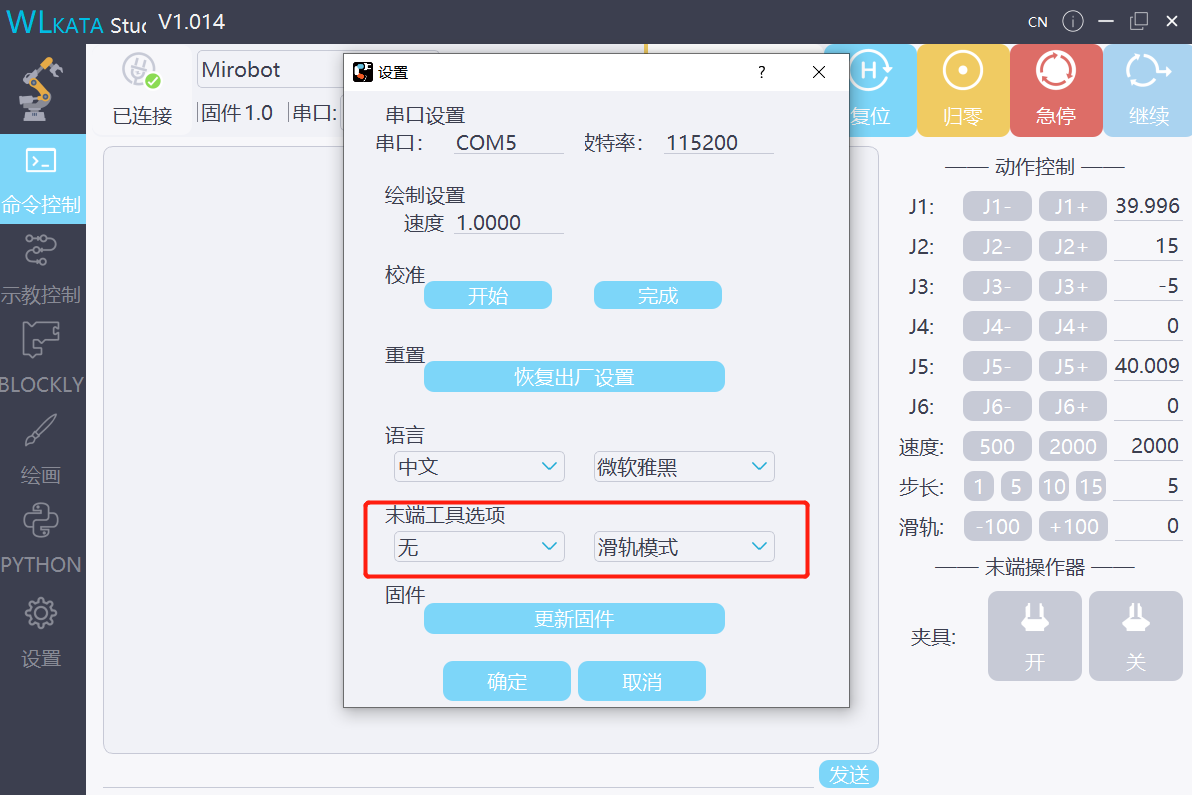 WLKATA Stuc V1.014
CN
已连接
Mirobot
固件 1.0
串口:
复位
归零
急停
继续
命令控制
示教控制
BLOCKLY
绘画
PYTHON
设置
设置
?
串口设置
串口: COM5 波特率: 115200
绘制设置
速度 1.0000
校准
开始 完成
重置
恢复出厂设置
语言
中文 微软雅黑
末端工具选项
无 滑轨模式
固件
更新固件
确定 取消
发送
动作控制
J1: J1- J1+ 39.996
J2: J2- J2+ 15
J3: J3- J3+ -5
J4: J4- J4+ 0
J5: J5- J5+ 40.009
J6: J6- J6+ 0
速度: 500 2000 2000
步长: 1 5 10 15 5
滑轨: -100 +100 0
末端操作器
夹具: 开 关